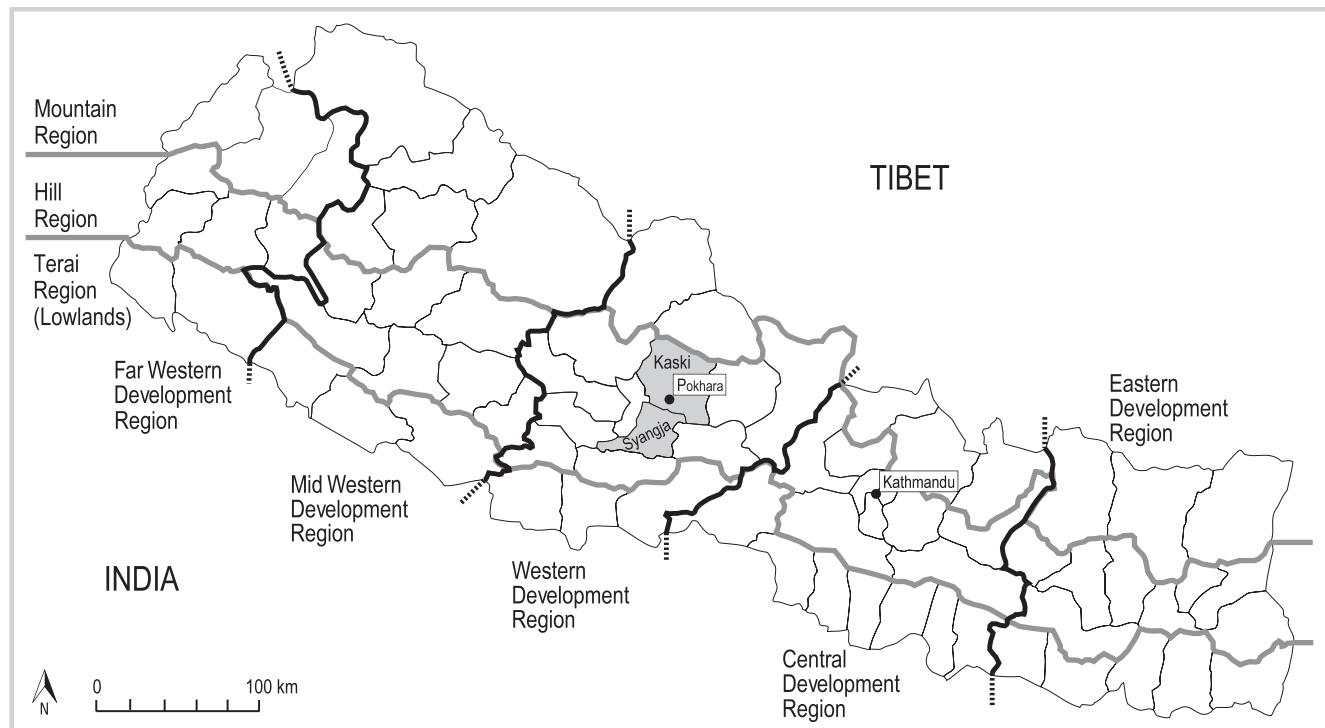 Mountain
Region
Hill
Region
Terai
Region
(Lowlands)
Far Western
Development
Region
Mid Western
Development
Region
Western
Development
Region
Central
Development
Region
Eastern
Development
Region
TIBET
INDIA
Kaski
Pokhara
Syangja
Kathmandu
0 100 km
N